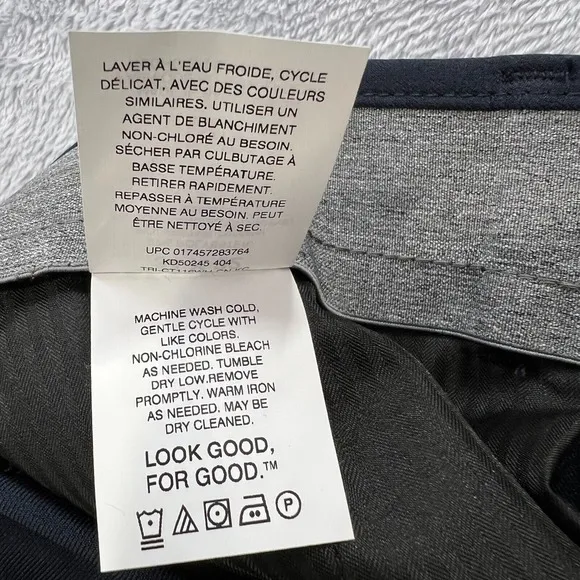 LAVER À L'EAU FROIDE, CYCLE
DÉLICAT, AVEC DES COULEURS
SIMILAIRES. UTILISER UN
AGENT DE BLANCHIMENT
NON-CHLORÉ AU BESOIN.
SÉCHER PAR CULBUTAGE À
BASSE TEMPÉRATURE.
RETIRER RAPIDEMENT.
REPASSER À TEMPÉRATURE
MOYENNE AU BESOIN. PEUT
ÊTRE NETTOYÉ À SEC.
UPC 017457283764
KD50245 404
MACHINE WASH COLD,
GENTLE CYCLE WITH
LIKE COLORS.
NON-CHLORINE BLEACH
AS NEEDED. TUMBLE
DRY LOW.REMOVE
PROMPTLY. WARM IRON
AS NEEDED. MAY BE
DRY CLEANED.
LOOK GOOD,
FOR GOOD.™
P